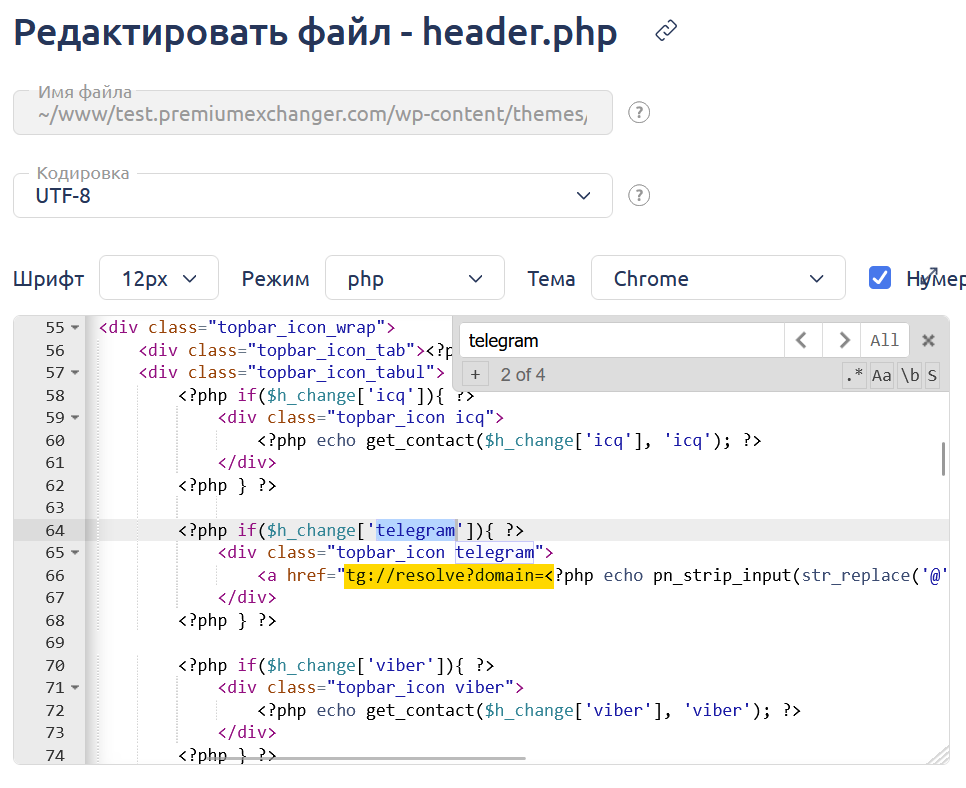 Редактировать файл - header.php
Имя файла
~/www/test.premiumexchanger.com/wp-content/themes/
?
Кодировка
UTF-8
?
Шрифт 12px Режим php Тема Chrome Нумер
telegram All
+ 2 of 4 .* Aa \b S
55 <div class="topbar_icon_wrap">
56 <div class="topbar_icon_tab"><?p
57 <div class="topbar_icon_tabul">
58 <?php if($h_change['icq']){ ?>
59 <div class="topbar_icon icq">
60 <?php echo get_contact($h_change['icq'], 'icq'); ?>
61 </div>
62 <?php } ?>
63
64 <?php if($h_change['telegram']){ ?>
65 <div class="topbar_icon telegram">
66 <a href="tg://resolve?domain=<?php echo pn_strip_input(str_replace('@'
67 </div>
68 <?php } ?>
69
70 <?php if($h_change['viber']){ ?>
71 <div class="topbar_icon viber">
72 <?php echo get_contact($h_change['viber'], 'viber'); ?>
73 </div>
74 <?php } ?>